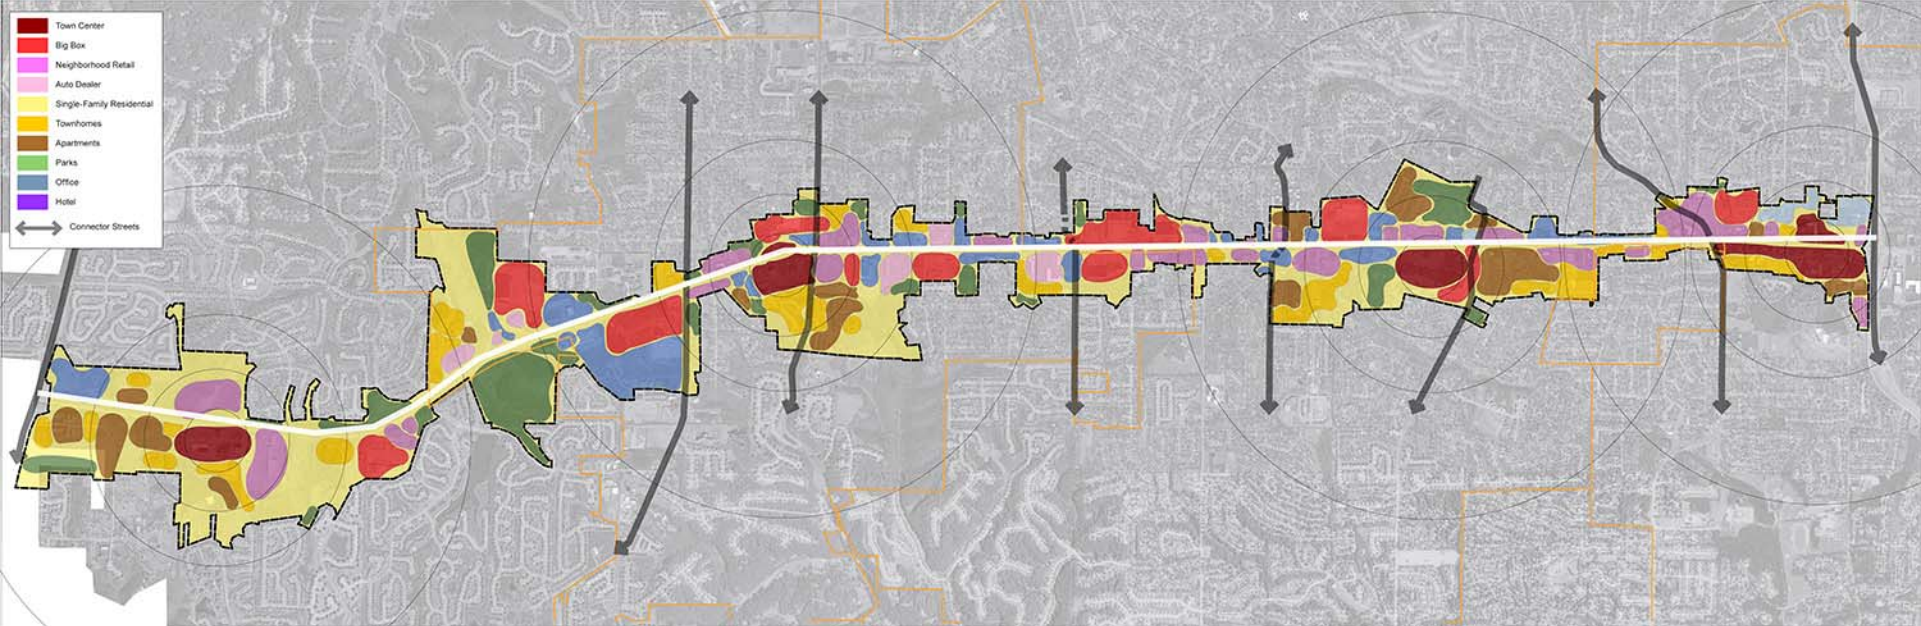 Town Center
Big Box
Neighborhood Retail
Auto Dealer
Single-Family Residential
Townhomes
Apartments
Parks
Office
Hotel
Connector Streets